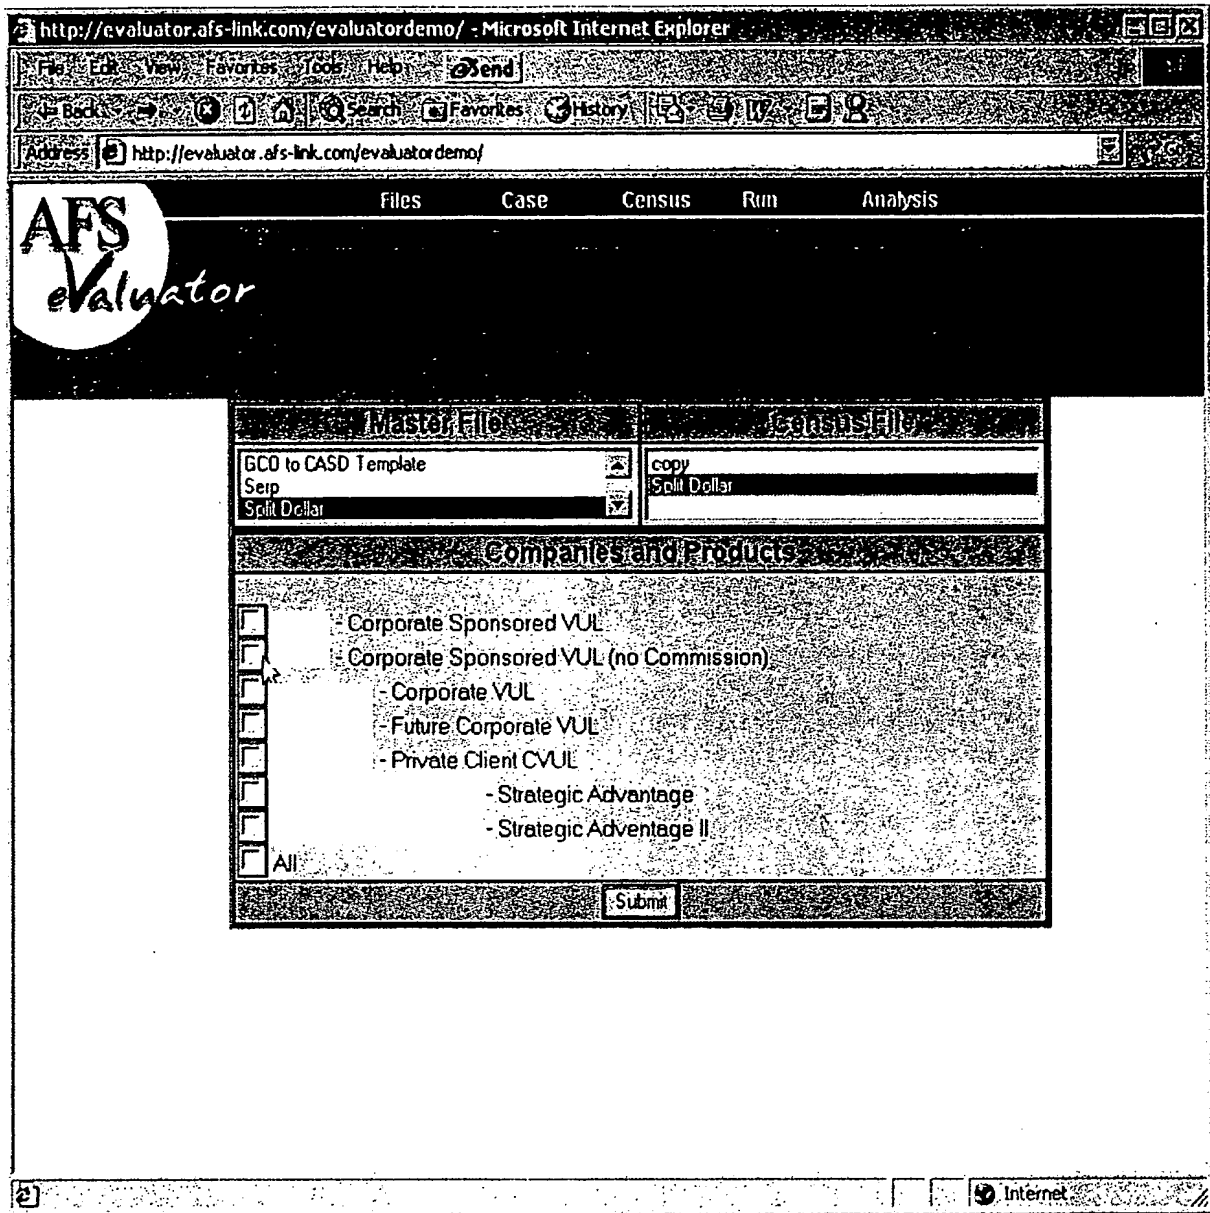 http://evaluator.afs-link.com/evaluatordemo/ - Microsoft Internet Explorer
File Edit View Favorites Tools Help Send
Back Search Favorites History
Address http://evaluator.afs-link.com/evaluatordemo/
Files Case Census Run Analysis
AFS
eValuator
Master File Census File
GCO to CASD Template
Serp
Split Dollar
copy
Split Dollar
Companies and Products
- Corporate Sponsored VUL
- Corporate Sponsored VUL (no Commission)
- Corporate VUL
- Future Corporate VUL
- Private Client CVUL
- Strategic Advantage
- Strategic Adventage II
All
Submit
Internet